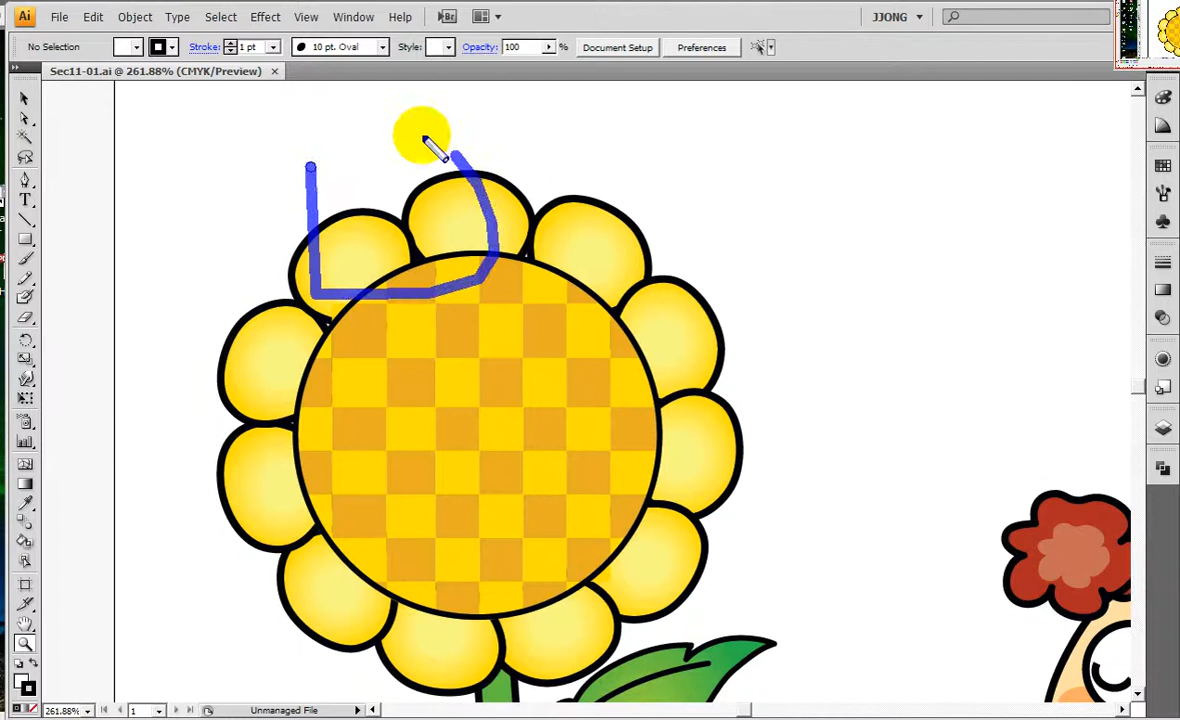 Ai File Edit Object Type Select Effect View Window Help Br JJONG
No Selection Stroke: 1 pt 10 pt. Oval Style: Opacity: 100 % Document Setup Preferences
Sec11-01.ai @ 261.88% (CMYK/Preview)
261.88% 1 Unmanaged File